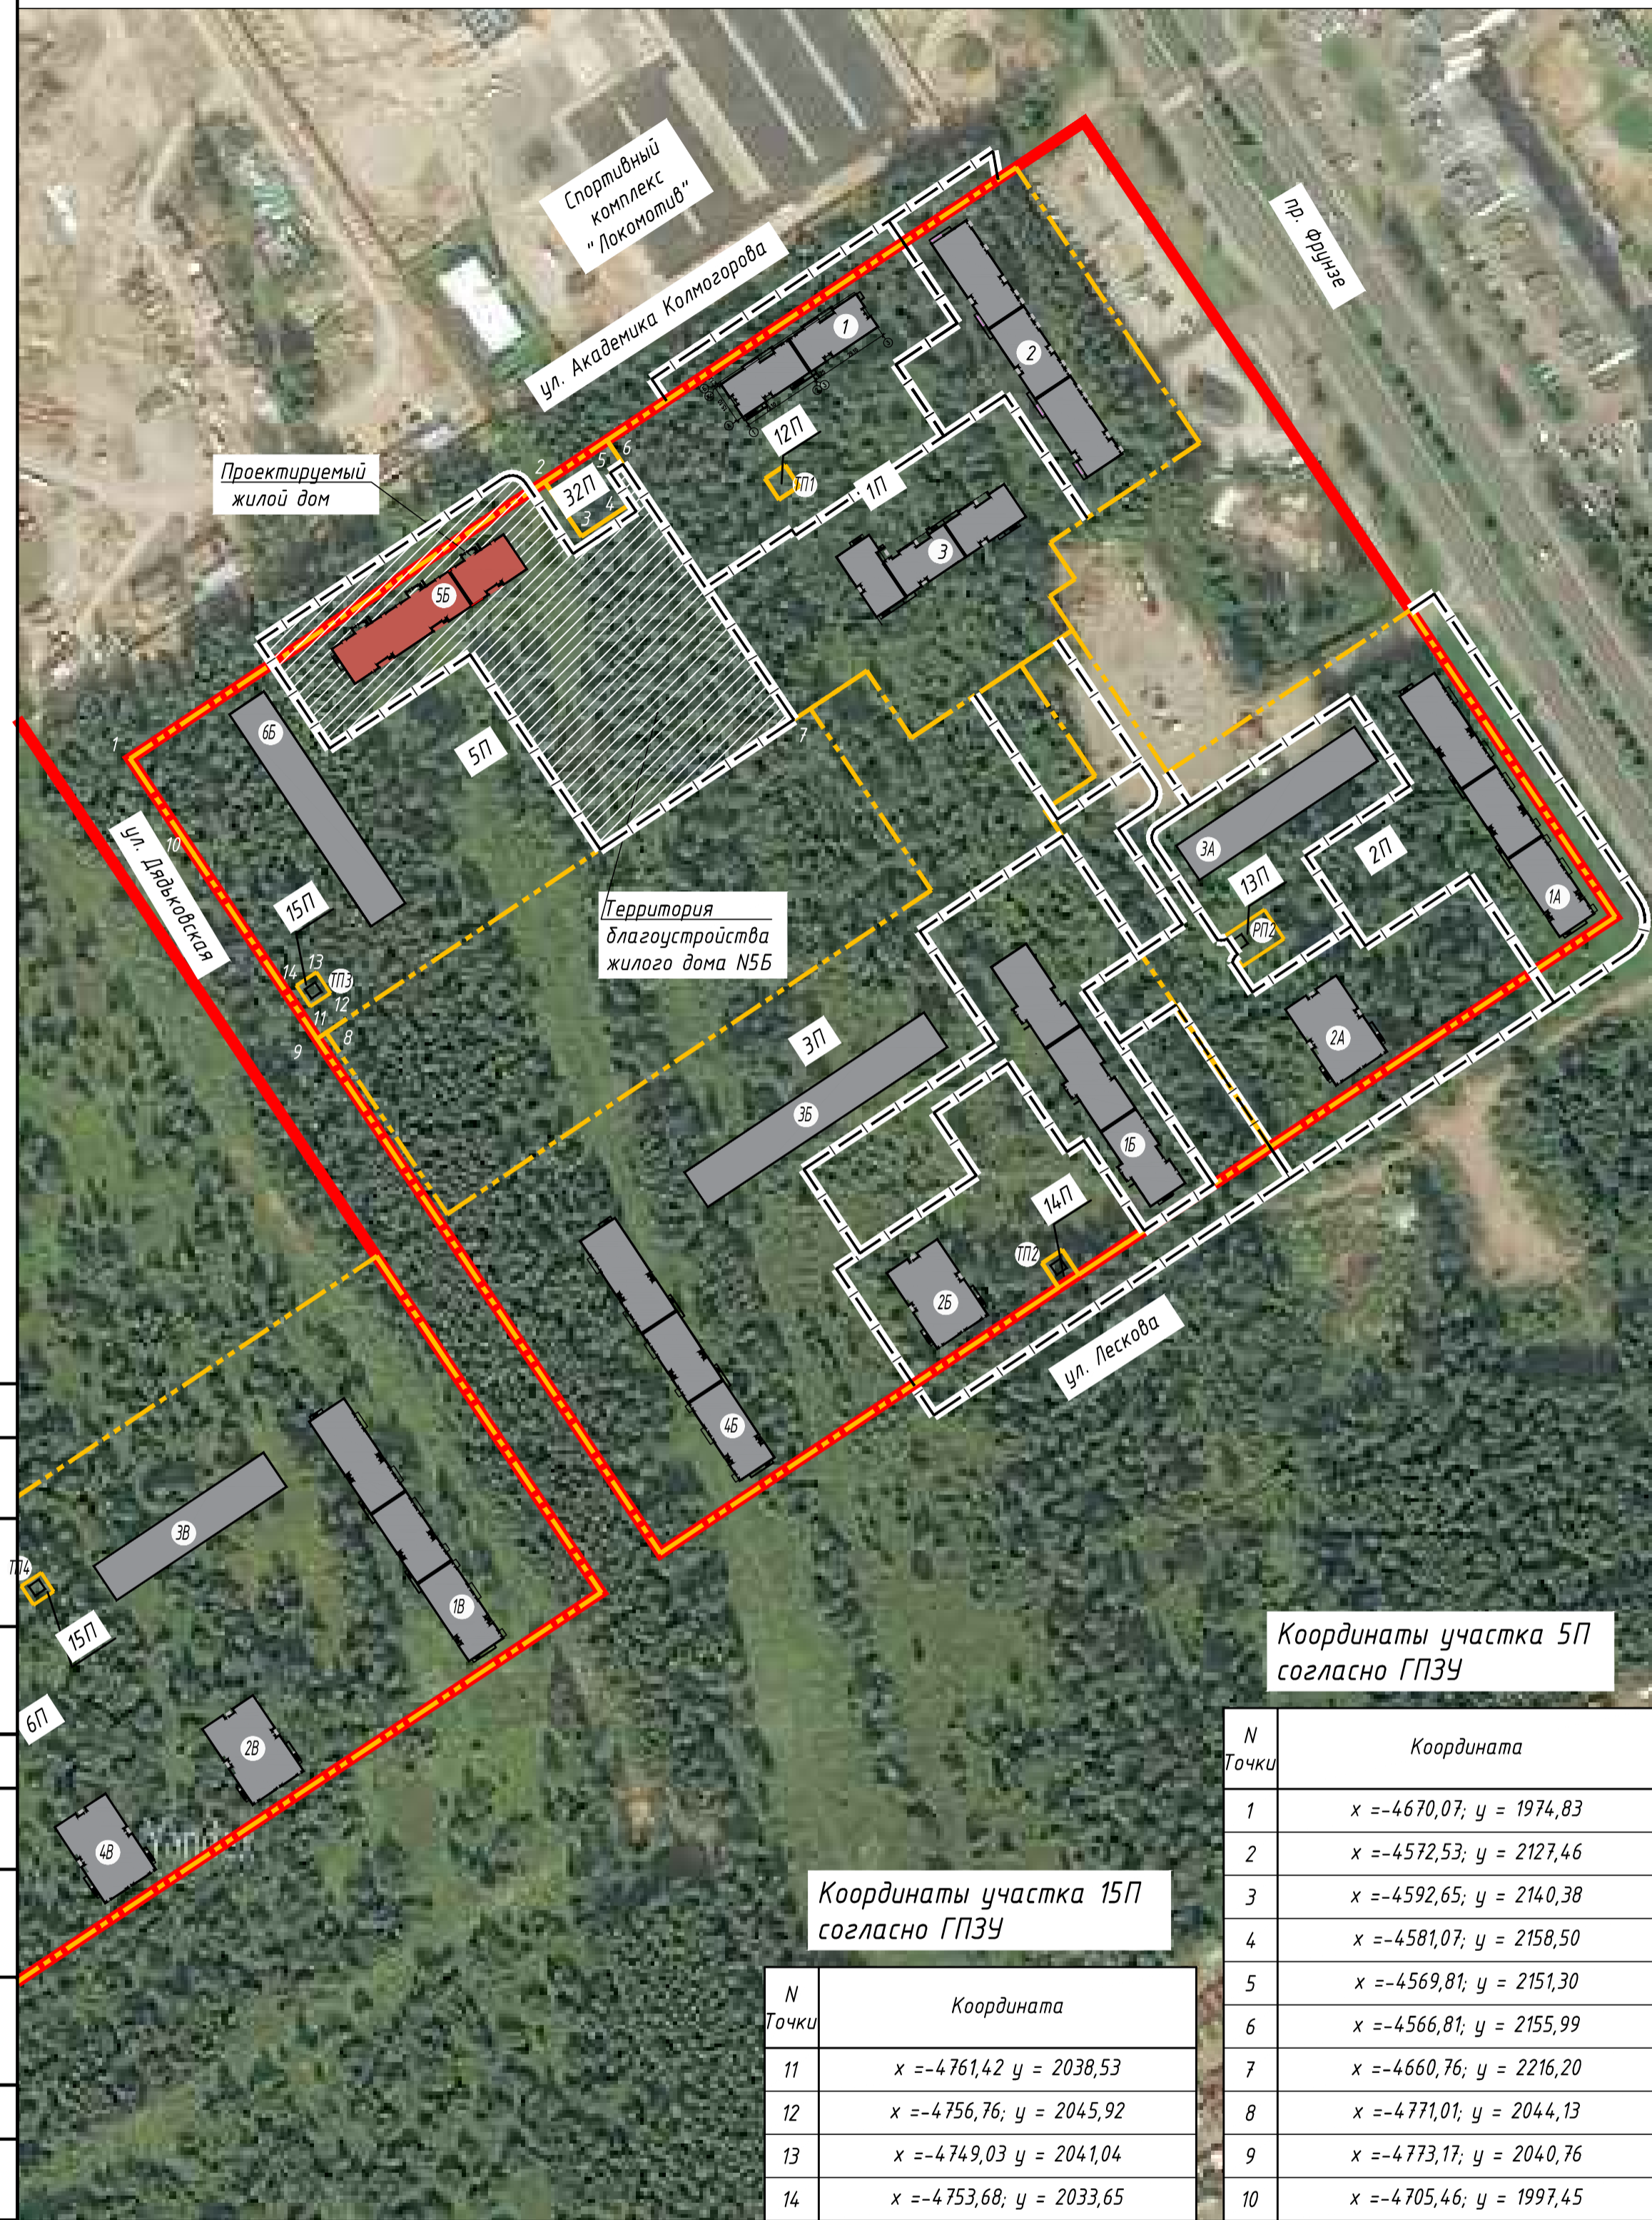 Спортивный
комплекс
"Локомотив"
ул. Академика Колмогорова
пр. Фрунзе
1
2
12П
ТП1
1П
3
Проектируемый
жилой дом
2
32П
5
6
4
3
5Б
6Б
1
5П
7
10
ул. Дядьковская
15П
14
13
ТП3
12
11
8
9
Территория
благоустройства
жилого дома N5Б
3А
13П
РП2
2П
1А
2А
3П
3Б
1Б
14П
ТП2
2Б
ул. Лескова
4Б
3В
1В
ТП4
15П
6П
2В
4В
Координаты участка 5П
согласно ГПЗУ
N
Точки
Координата
1 x =-4670,07; y = 1974,83
2 x =-4572,53; y = 2127,46
3 x =-4592,65; y = 2140,38
4 x =-4581,07; y = 2158,50
5 x =-4569,81; y = 2151,30
6 x =-4566,81; y = 2155,99
7 x =-4660,76; y = 2216,20
8 x =-4771,01; y = 2044,13
9 x =-4773,17; y = 2040,76
10 x =-4705,46; y = 1997,45
Координаты участка 15П
согласно ГПЗУ
N
Точки
Координата
11 x =-4761,42 y = 2038,53
12 x =-4756,76; y = 2045,92
13 x =-4749,03 y = 2041,04
14 x =-4753,68; y = 2033,65